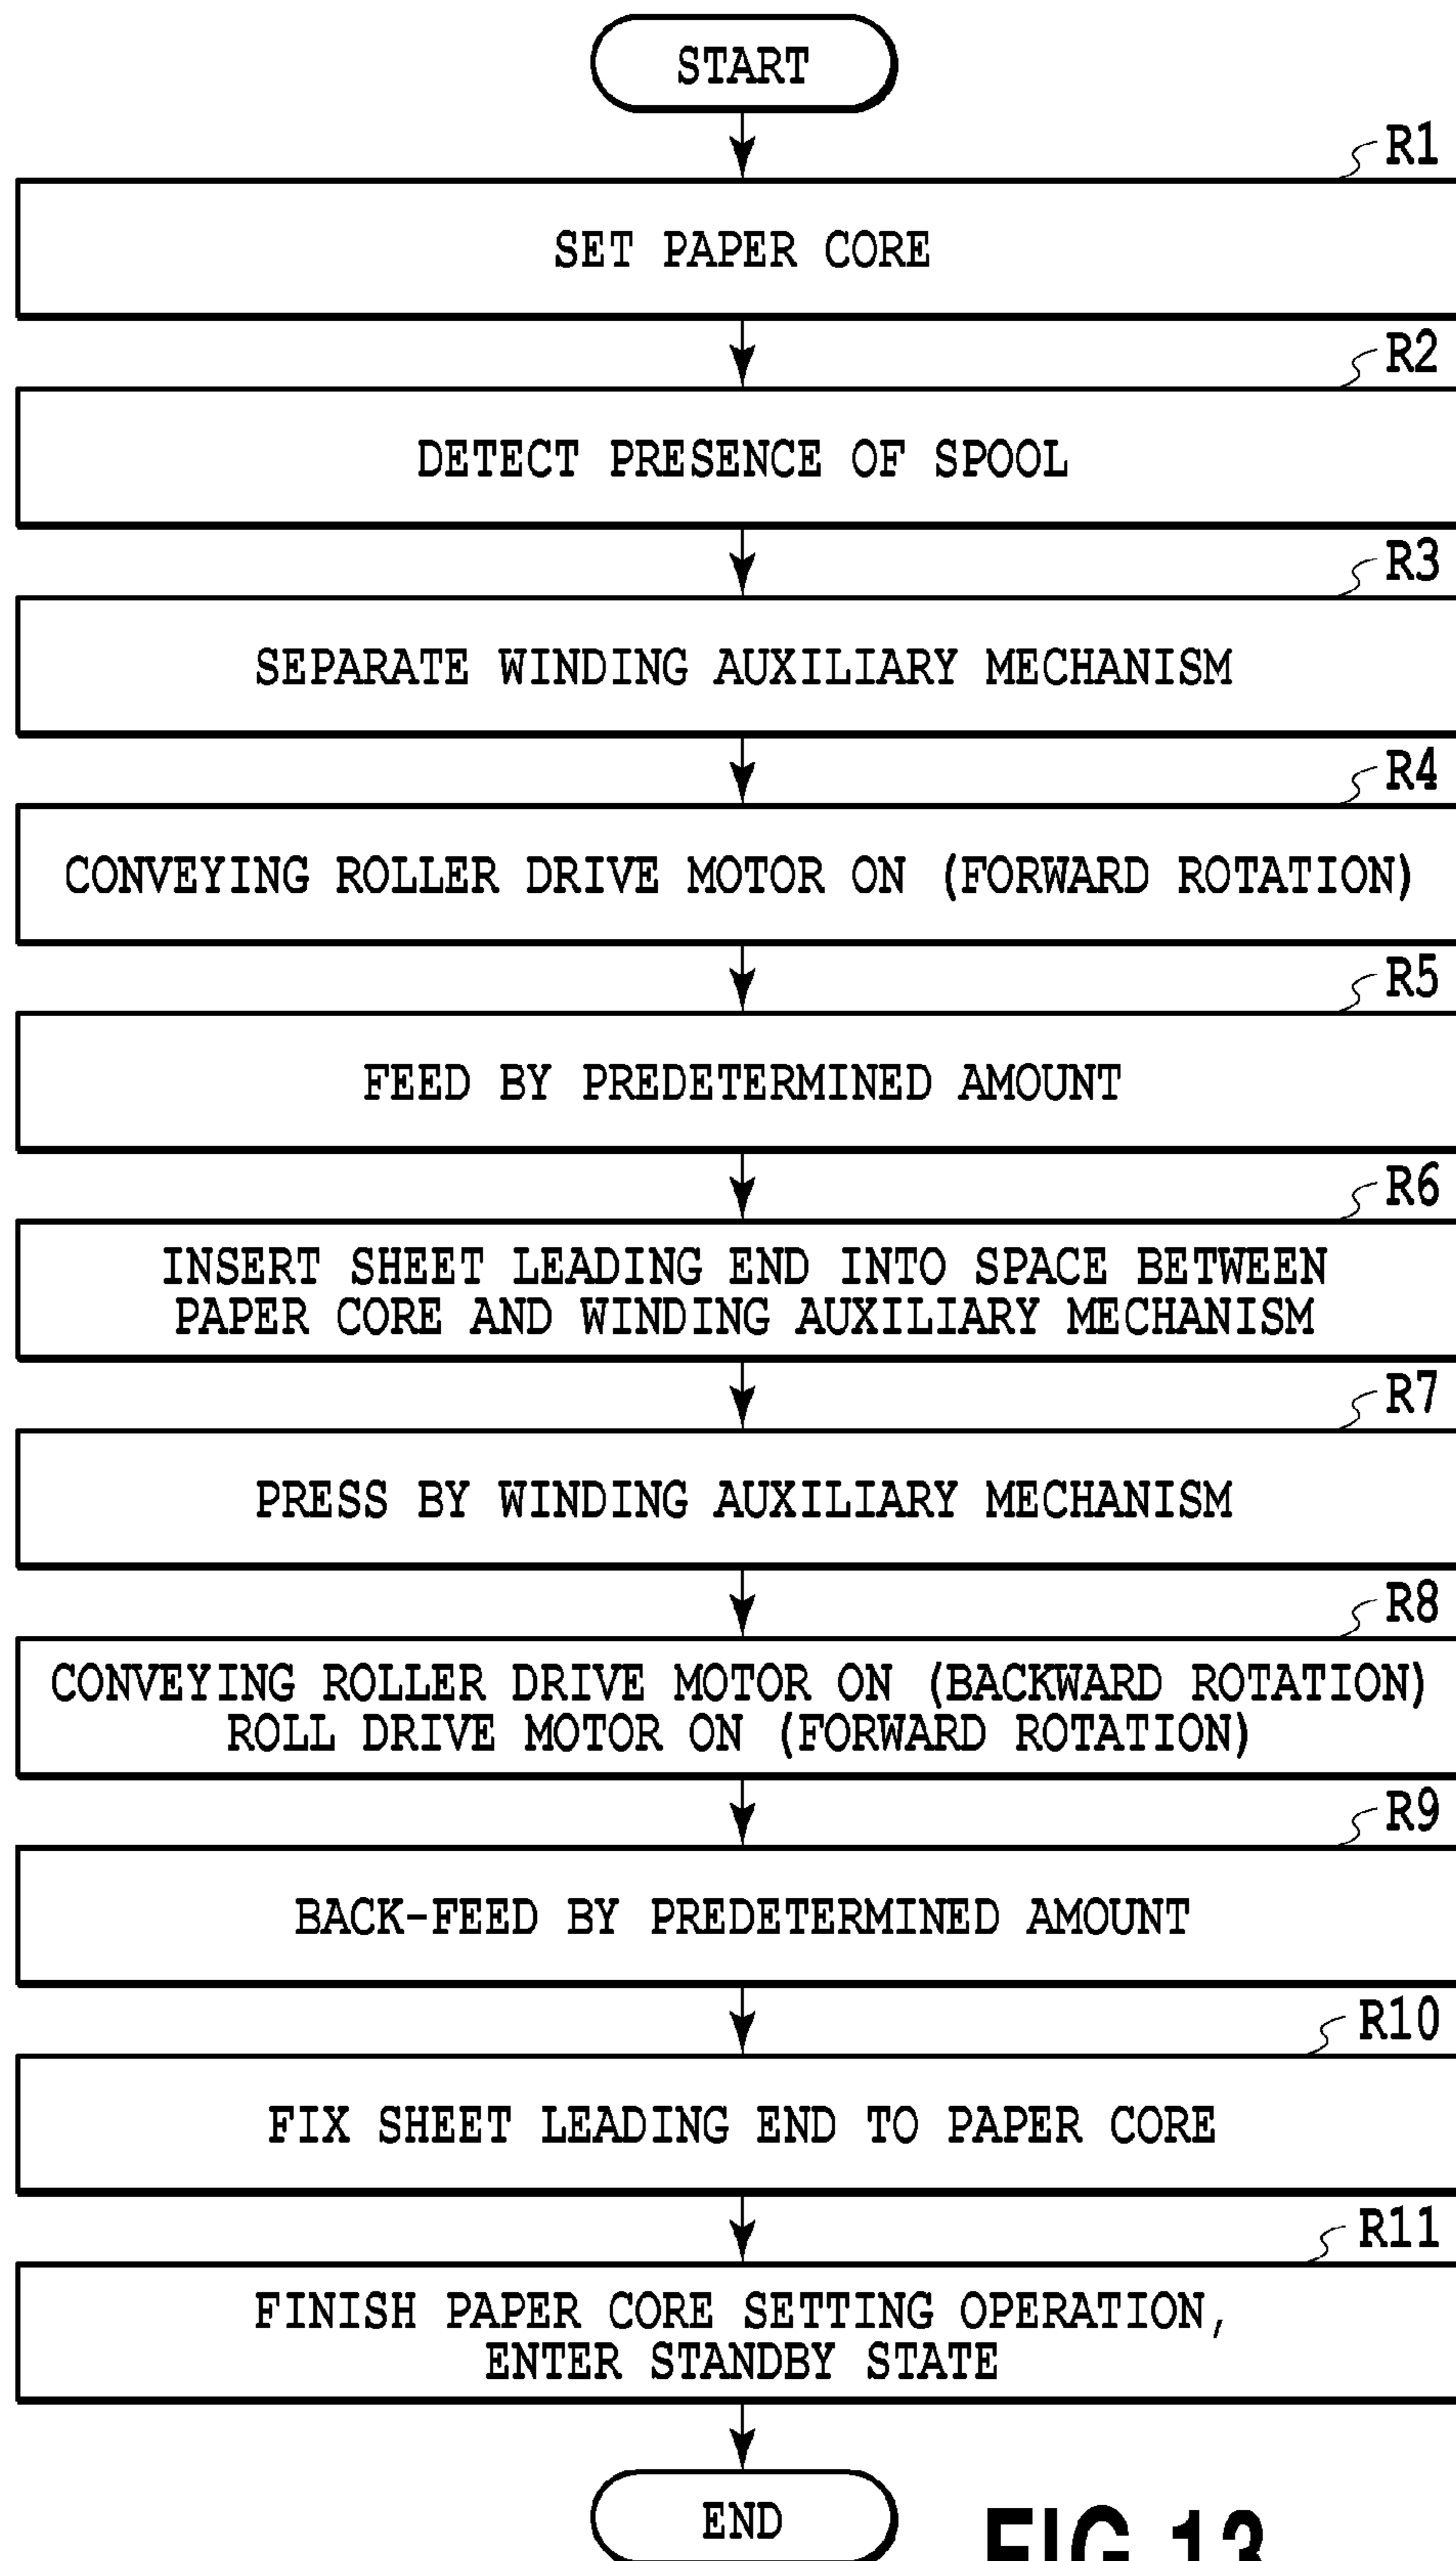 START
R1
SET PAPER CORE
R2
DETECT PRESENCE OF SPOOL
R3
SEPARATE WINDING AUXILIARY MECHANISM
R4
CONVEYING ROLLER DRIVE MOTOR ON (FORWARD ROTATION)
R5
FEED BY PREDETERMINED AMOUNT
R6
INSERT SHEET LEADING END INTO SPACE BETWEEN
PAPER CORE AND WINDING AUXILIARY MECHANISM
R7
PRESS BY WINDING AUXILIARY MECHANISM
R8
CONVEYING ROLLER DRIVE MOTOR ON (BACKWARD ROTATION)
ROLL DRIVE MOTOR ON (FORWARD ROTATION)
R9
BACK-FEED BY PREDETERMINED AMOUNT
R10
FIX SHEET LEADING END TO PAPER CORE
R11
FINISH PAPER CORE SETTING OPERATION,
ENTER STANDBY STATE
END
FIG.13